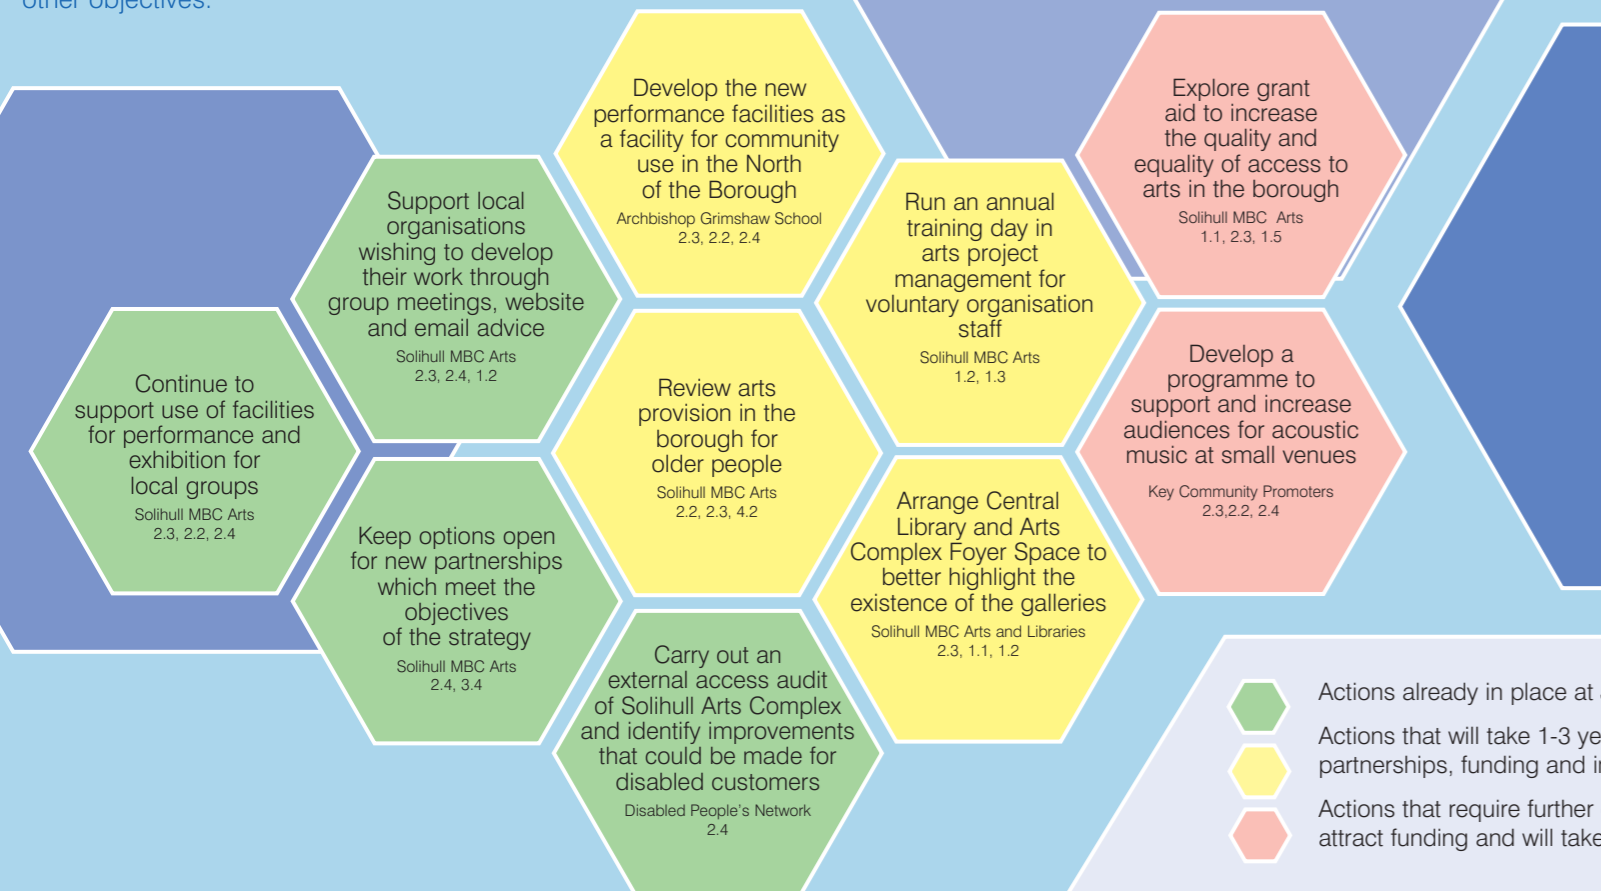 other objectives.
Develop the new
performance facilities as
a facility for community
use in the North
of the Borough
Archbishop Grimshaw School
2.3, 2.2, 2.4
Explore grant
aid to increase
the quality and
equality of access to
arts in the borough
Solihull MBC Arts
1.1, 2.3, 1.5
Support local
organisations
wishing to develop
their work through
group meetings, website
and email advice
Solihull MBC Arts
2.3, 2.4, 1.2
Run an annual
training day in
arts project
management for
voluntary organisation
staff
Solihull MBC Arts
1.2, 1.3
Continue to
support use of facilities
for performance and
exhibition for
local groups
Solihull MBC Arts
2.3, 2.2, 2.4
Review arts
provision in the
borough for
older people
Solihull MBC Arts
2.2, 2.3, 4.2
Develop a
programme to
support and increase
audiences for acoustic
music at small venues
Key Community Promoters
2.3,2.2, 2.4
Keep options open
for new partnerships
which meet the
objectives
of the strategy
Solihull MBC Arts
2.4, 3.4
Arrange Central
Library and Arts
Complex Foyer Space to
better highlight the
existence of the galleries
Solihull MBC Arts and Libraries
2.3, 1.1, 1.2
Carry out an
external access audit
of Solihull Arts Complex
and identify improvements
that could be made for
disabled customers
Disabled People's Network
2.4
Actions already in place at
Actions that will take 1-3
partnerships, funding and
Actions that require further
attract funding and will take